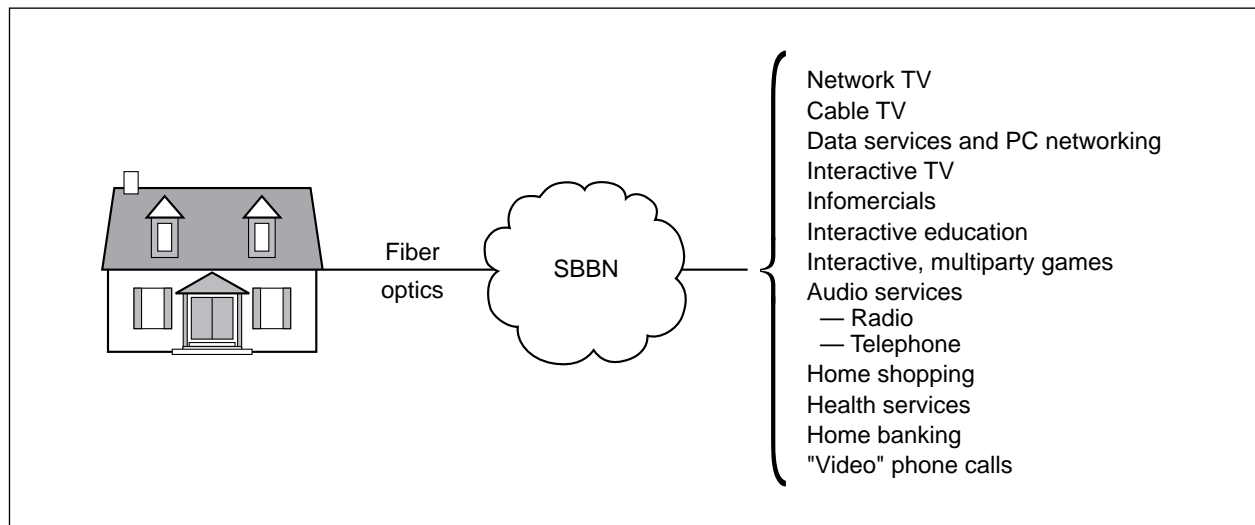 Fiber
optics
SBBN
Network TV
Cable TV
Data services and PC networking
Interactive TV
Infomercials
Interactive education
Interactive, multiparty games
Audio services
— Radio
— Telephone
Home shopping
Health services
Home banking
"Video" phone calls